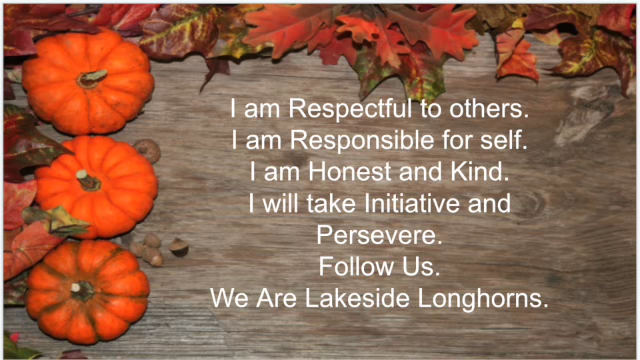 I am Respectful to others.
I am Responsible for self.
I am Honest and Kind.
I will take Initiative and
Persevere.
Follow Us.
We Are Lakeside Longhorns.